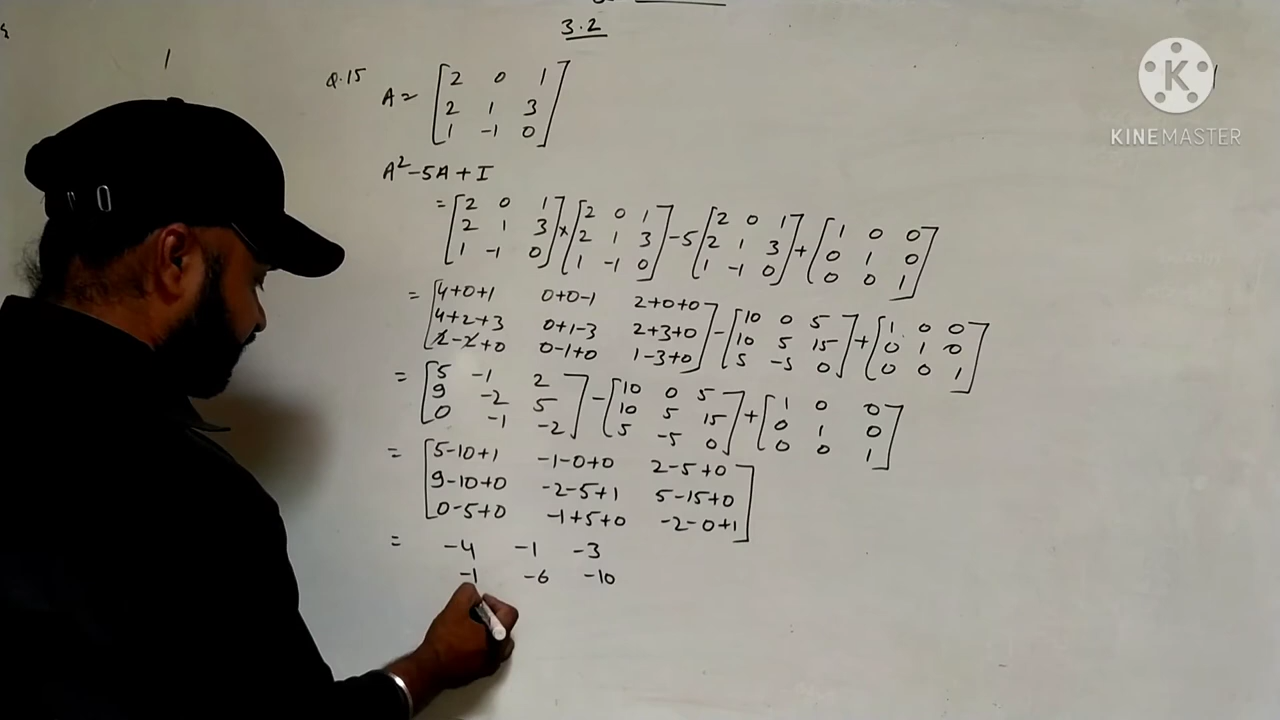 3.2
Q.15 A = [2 0 1
2 1 3
1 -1 0]
A²-5A+I
= [2 0 1 2 1 3 1 -1 0] × [2 0 1 2 1 3 1 -1 0] -5 [2 0 1 2 1 3 1 -1 0] + [1 0 0 0 1 0 0 0 1]
= [4+0+1 0+0-1 2+0+0 4+2+3 0+1-3 2+3+0 2-2+0 0-1+0 1-3+0] - [10 0 5 10 5 15 5 -5 0] + [1 0 0 0 1 0 0 0 1]
= [5 -1 2 9 -2 5 0 -1 -2] - [10 0 5 10 5 15 5 -5 0] + [1 0 0 0 1 0 0 0 1]
= [5-10+1 -1-0+0 2-5+0
9-10+0 -2-5+1 5-15+0
0-5+0 -1+5+0 -2-0+1]
= -4 -1 -3
-1 -6 -10
K
KINEMASTER